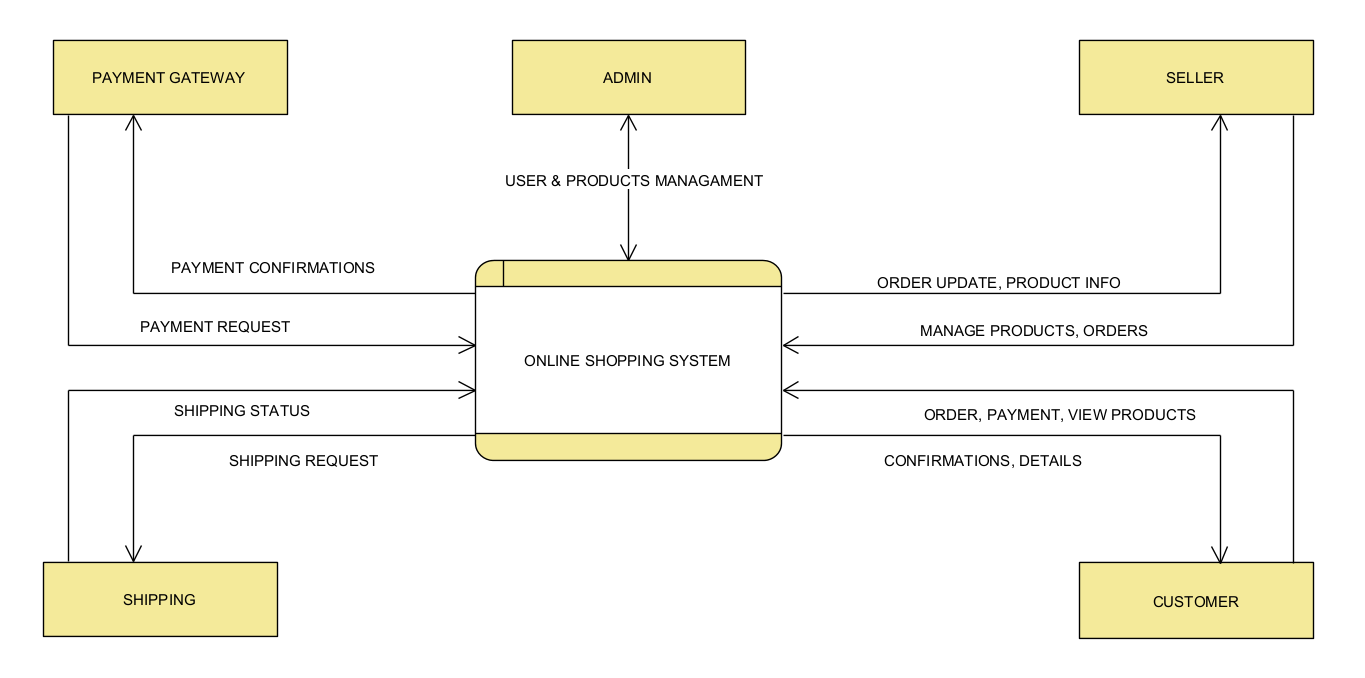 PAYMENT GATEWAY
ADMIN
SELLER
USER & PRODUCTS MANAGAMENT
PAYMENT CONFIRMATIONS
ORDER UPDATE, PRODUCT INFO
PAYMENT REQUEST
MANAGE PRODUCTS, ORDERS
ONLINE SHOPPING SYSTEM
SHIPPING STATUS
ORDER, PAYMENT, VIEW PRODUCTS
SHIPPING REQUEST
CONFIRMATIONS, DETAILS
SHIPPING
CUSTOMER